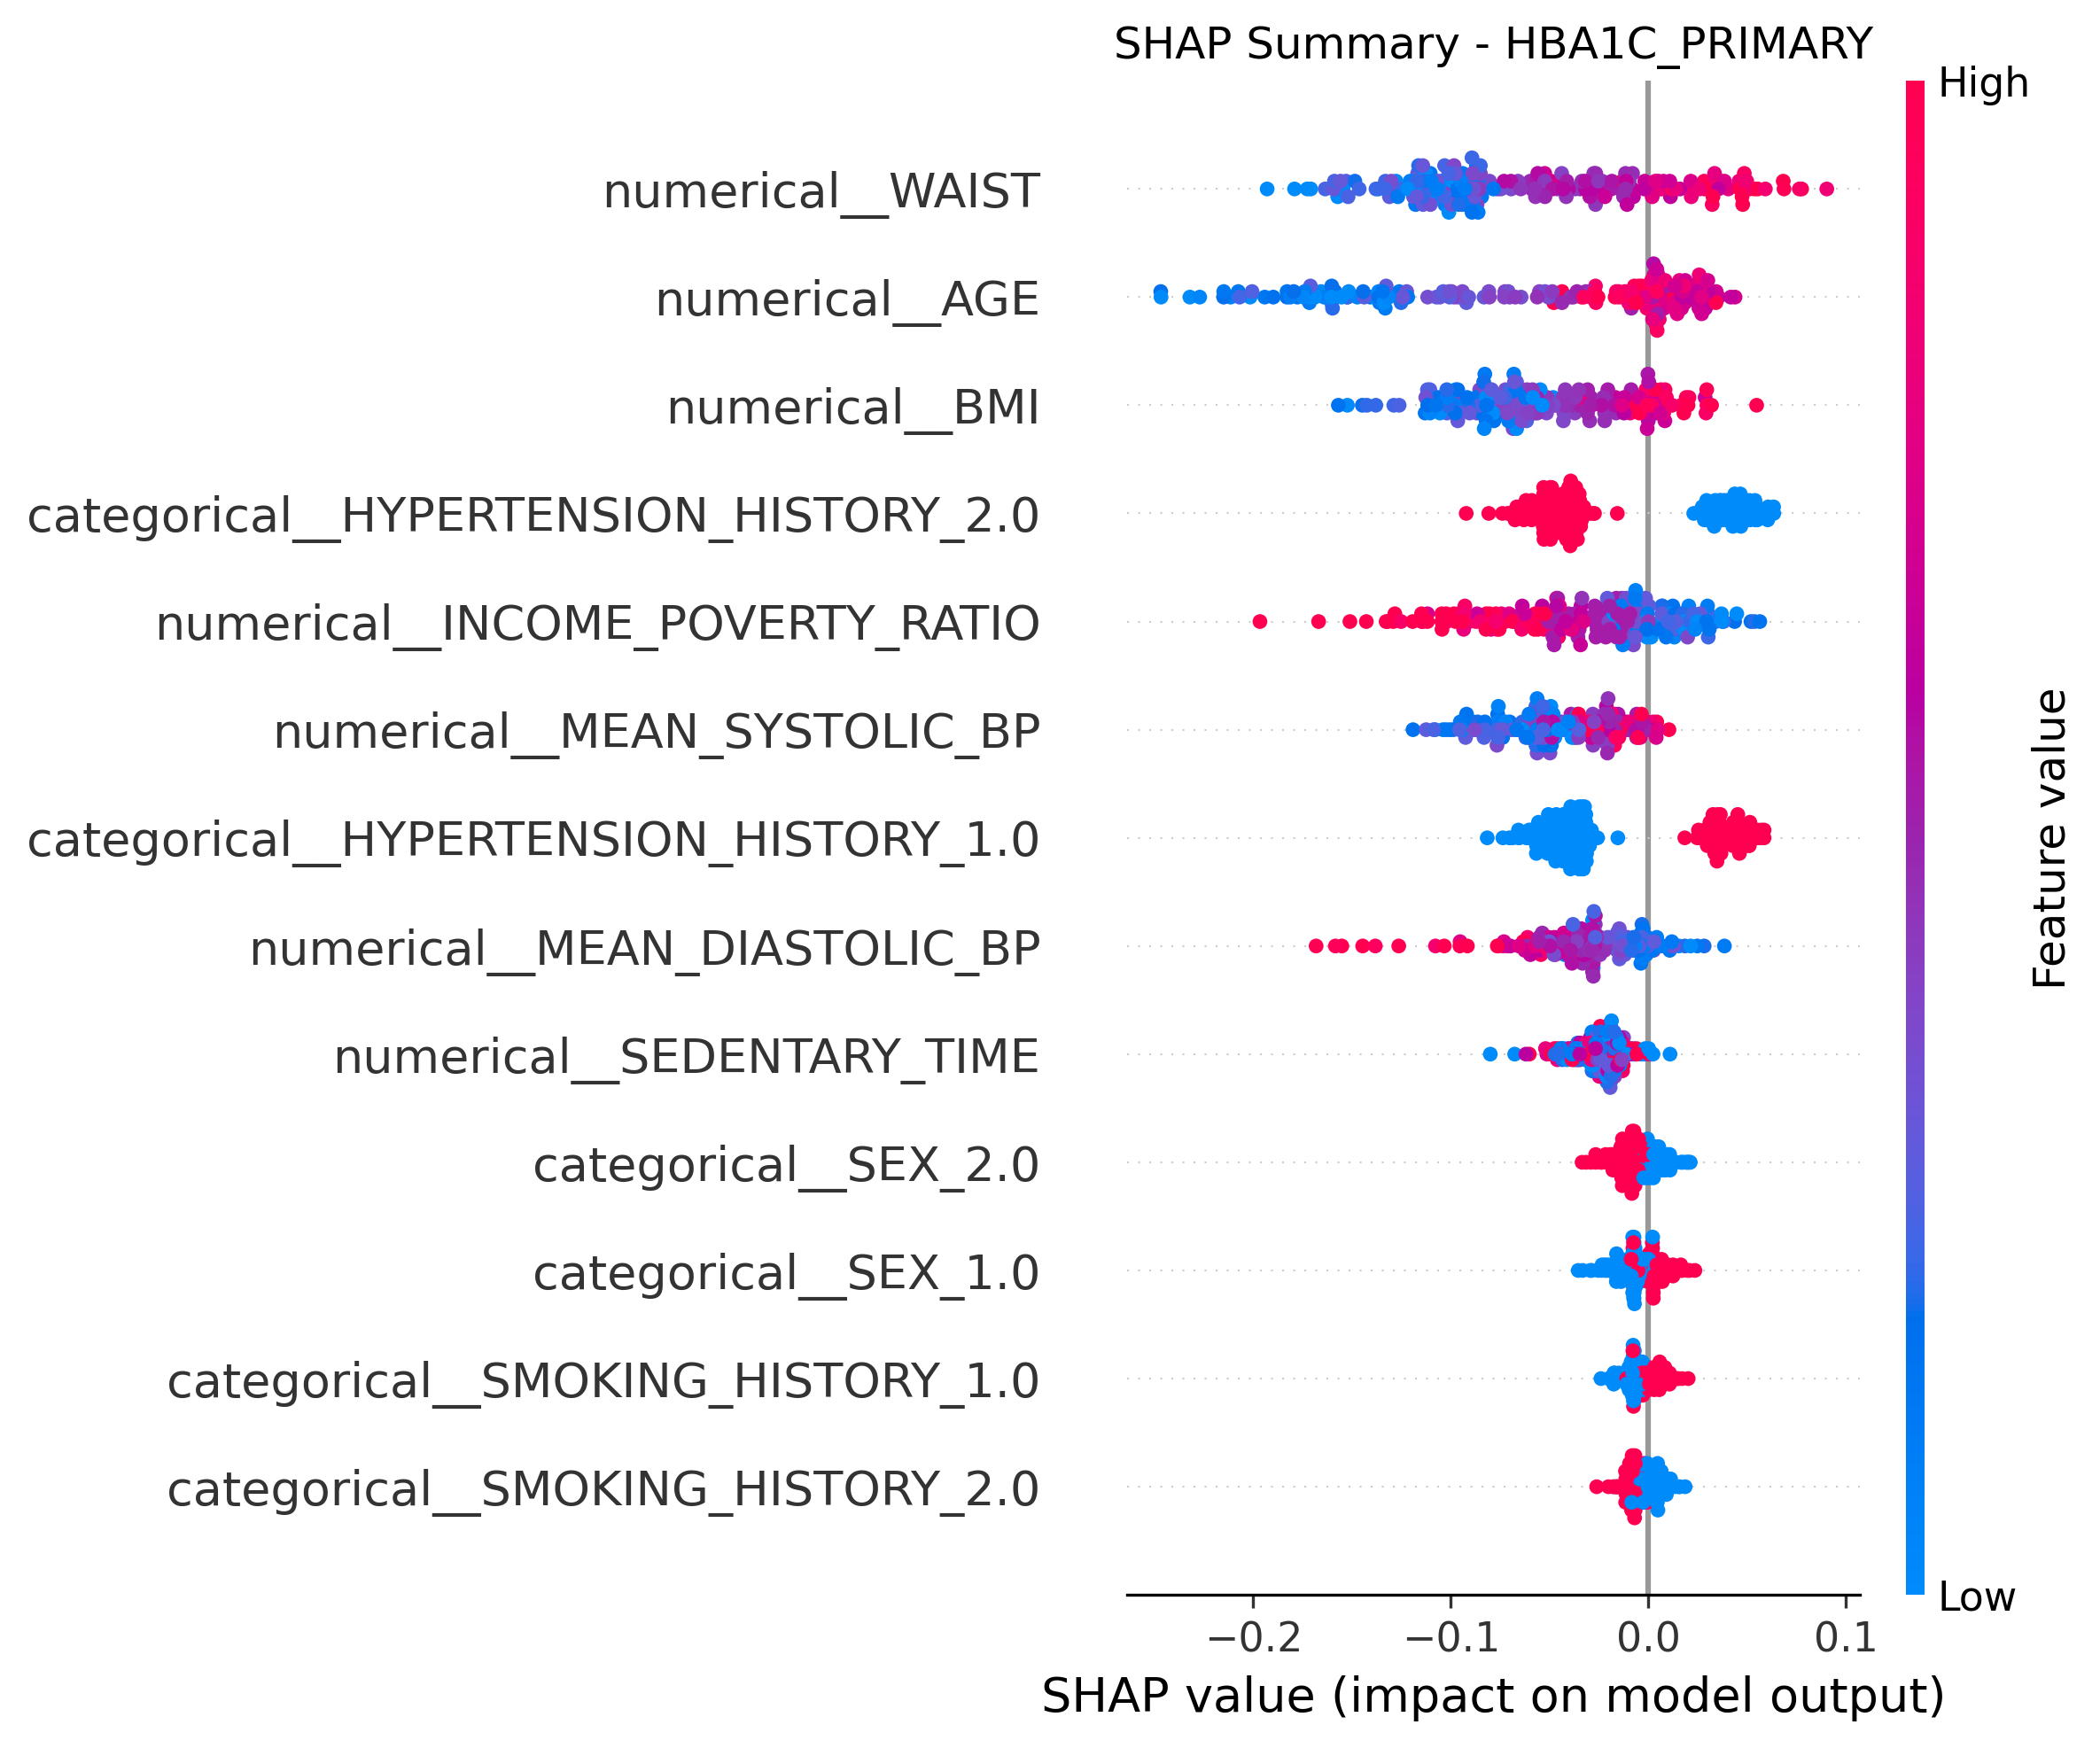 SHAP Summary - HBA1C_PRIMARY
High
numerical__WAIST
numerical__AGE
numerical__BMI
categorical__HYPERTENSION_HISTORY_2.0
numerical__INCOME_POVERTY_RATIO
numerical__MEAN_SYSTOLIC_BP
categorical__HYPERTENSION_HISTORY_1.0
numerical__MEAN_DIASTOLIC_BP
numerical__SEDENTARY_TIME
categorical__SEX_2.0
categorical__SEX_1.0
categorical__SMOKING_HISTORY_1.0
categorical__SMOKING_HISTORY_2.0
Feature value
Low
−0.2 −0.1 0.0 0.1
SHAP value (impact on model output)